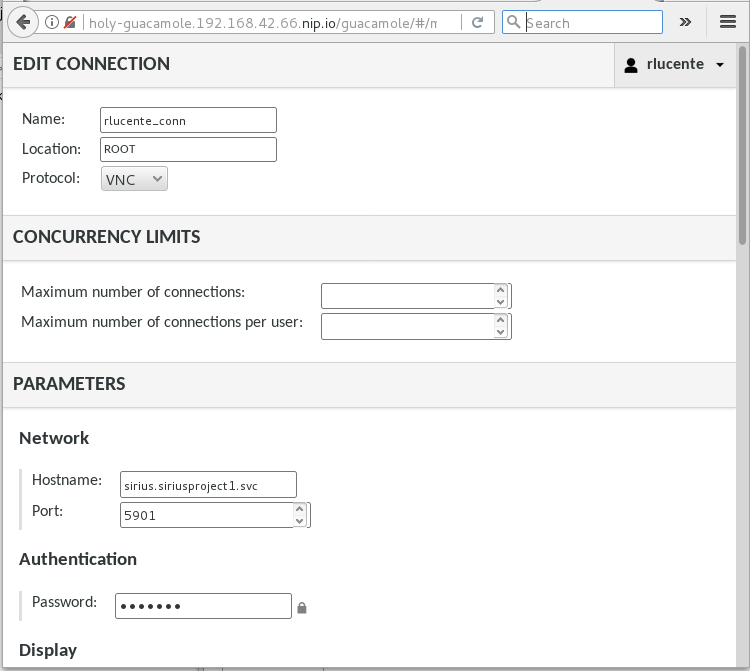 holy-guacamole.192.168.42.66.nip.io/guacamole/#/m
Search
EDIT CONNECTION
rlucente
Name: rlucente_conn
Location: ROOT
Protocol: VNC
CONCURRENCY LIMITS
Maximum number of connections:
Maximum number of connections per user:
PARAMETERS
Network
Hostname: sirius.siriusproject1.svc
Port: 5901
Authentication
Password: •••••••
Display